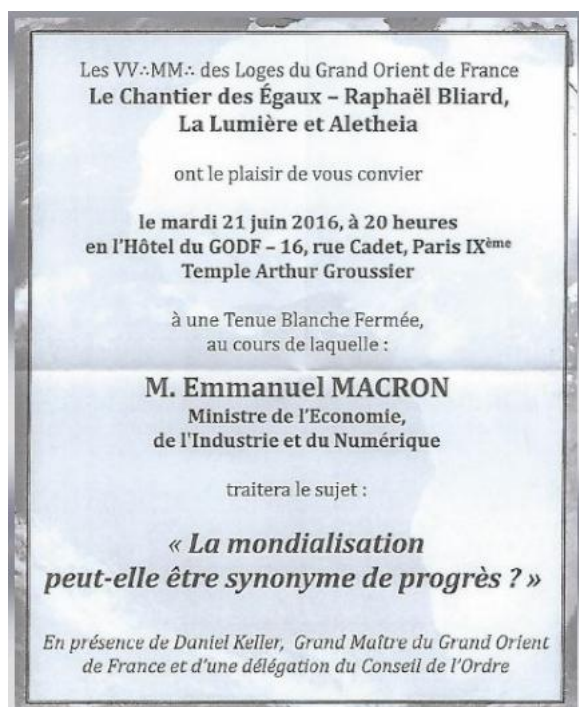 Les VV∴MM∴ des Loges du Grand Orient de France
Le Chantier des Égaux – Raphaël Bliard,
La Lumière et Aletheia
ont le plaisir de vous convier
le mardi 21 juin 2016, à 20 heures
en l'Hôtel du GODF – 16, rue Cadet, Paris IXème
Temple Arthur Groussier
à une Tenue Blanche Fermée,
au cours de laquelle :
M. Emmanuel MACRON
Ministre de l'Economie,
de l'Industrie et du Numérique
traitera le sujet :
« La mondialisation
peut-elle être synonyme de progrès ? »
En présence de Daniel Keller, Grand Maître du Grand Orient
de France et d'une délégation du Conseil de l'Ordre